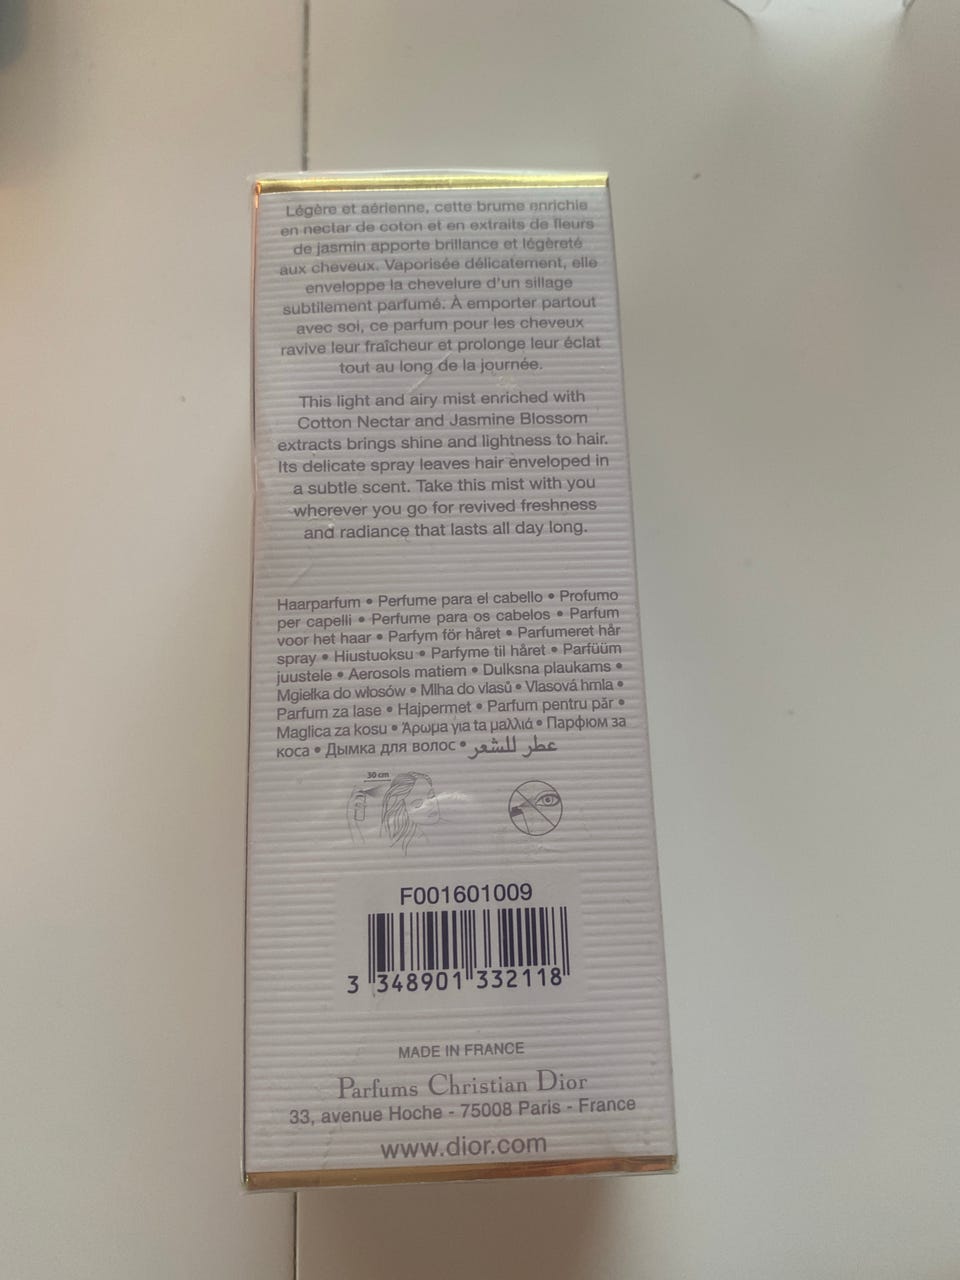 Légère et aérienne, cette brume enrichie
en nectar de coton et en extraits de fleurs
de jasmin apporte brillance et légèreté
aux cheveux. Vaporisée délicatement, elle
enveloppe la chevelure d'un sillage
subtilement parfumé. À emporter partout
avec soi, ce parfum pour les cheveux
ravive leur fraîcheur et prolonge leur éclat
tout au long de la journée.
This light and airy mist enriched with
Cotton Nectar and Jasmine Blossom
extracts brings shine and lightness to hair.
Its delicate spray leaves hair enveloped in
a subtle scent. Take this mist with you
wherever you go for revived freshness
and radiance that lasts all day long.
Haarparfum • Perfume para el cabello • Profumo
per capelli • Perfume para os cabelos • Parfum
voor het haar • Parfym för håret • Parfumeret hår
spray • Hiustuoksu • Parfyme til håret • Parfüüm
juustele • Aerosols matiem • Dulksna plaukams •
Mgiełka do włosów • Mlha do vlasů • Vlasová hmla •
Parfum za lase • Hajpermet • Parfum pentru păr •
Maglica za kosu • Άρωμα για τα μαλλιά • Парфюм за
коса • Дымка для волос • عطر للشعر
30 cm
F001601009
3 348901 332118
MADE IN FRANCE
Parfums Christian Dior
33, avenue Hoche - 75008 Paris - France
www.dior.com